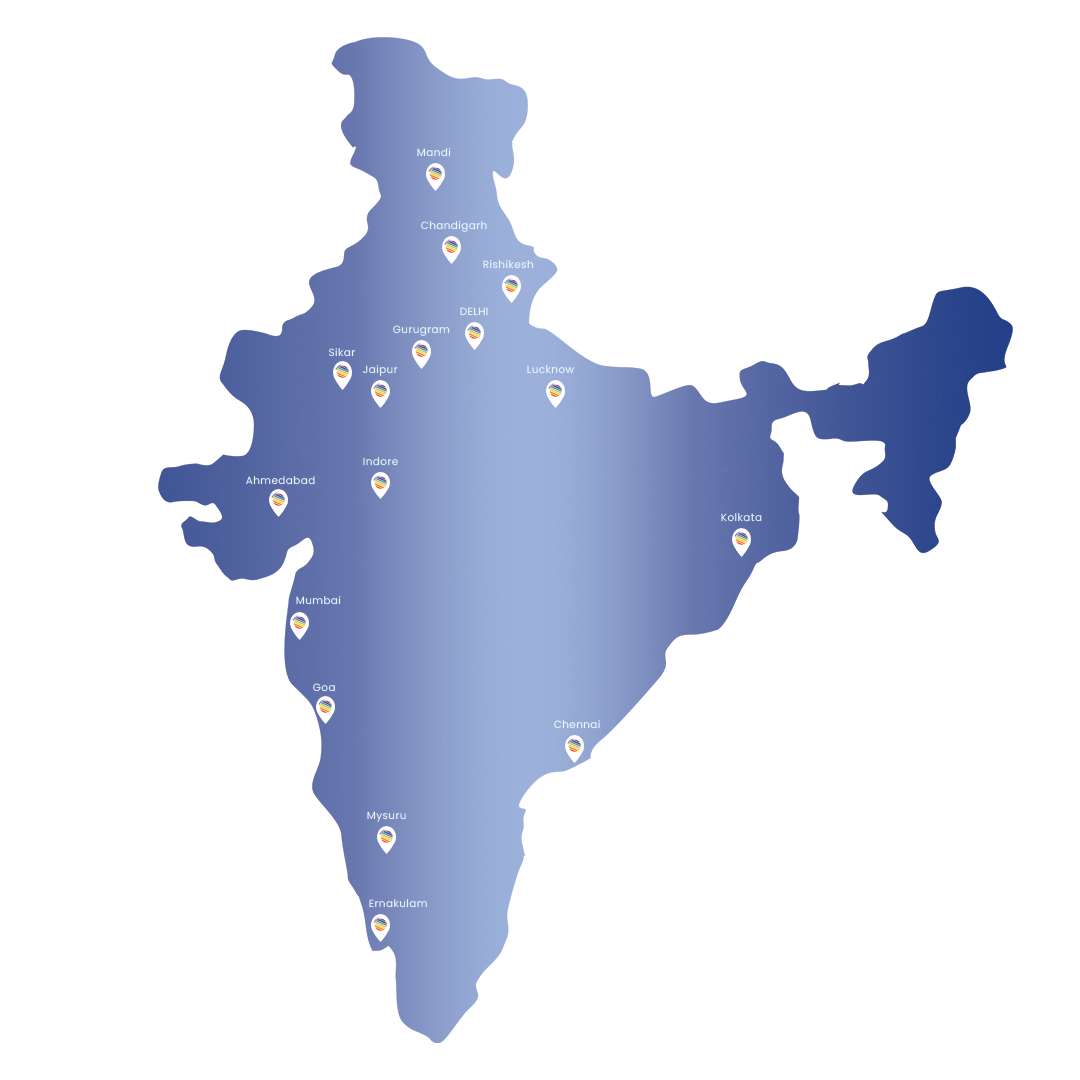 Mandi
Chandigarh
Rishikesh
DELHI
Gurugram
Sikar
Jaipur
Lucknow
Indore
Ahmedabad
Kolkata
Mumbai
Goa
Chennai
Mysuru
Ernakulam